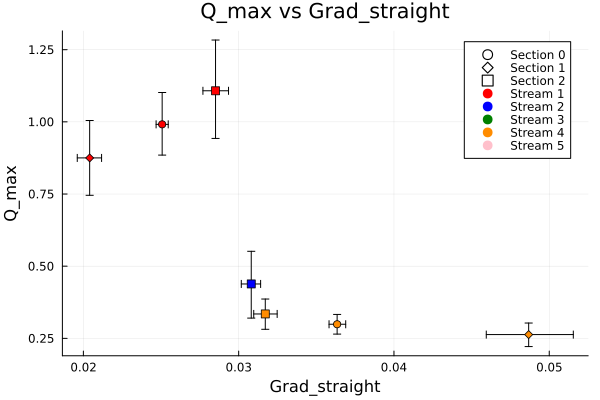 Q_max vs Grad_straight
1.25
1.00
0.75
0.50
0.25
Q_max
Section 0
Section 1
Section 2
Stream 1
Stream 2
Stream 3
Stream 4
Stream 5
0.02
0.03
0.04
0.05
Grad_straight